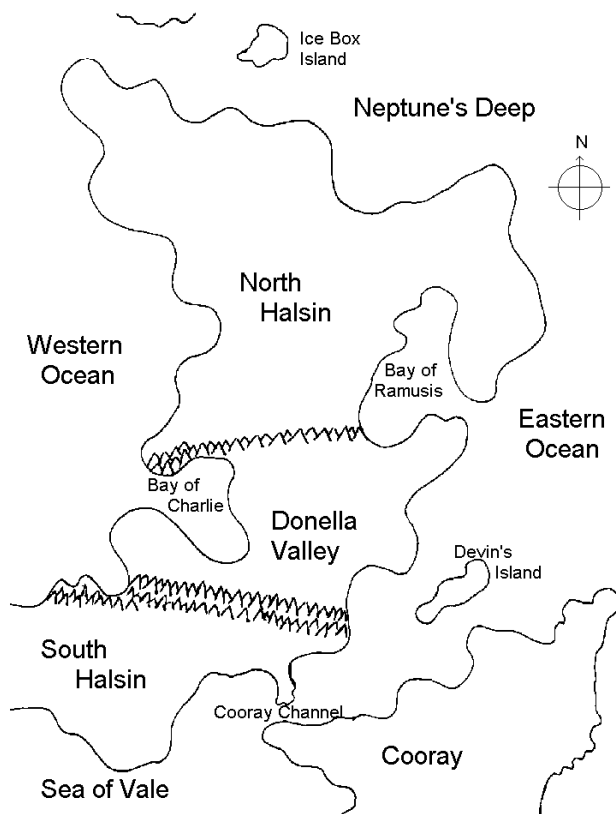 Ice Box
Island
Neptune's Deep
N
North
Halsin
Western
Ocean
Bay of
Ramusis
Eastern
Ocean
Bay of
Charlie
Donella
Valley
Devin's
Island
South
Halsin
Cooray Channel
Cooray
Sea of Vale